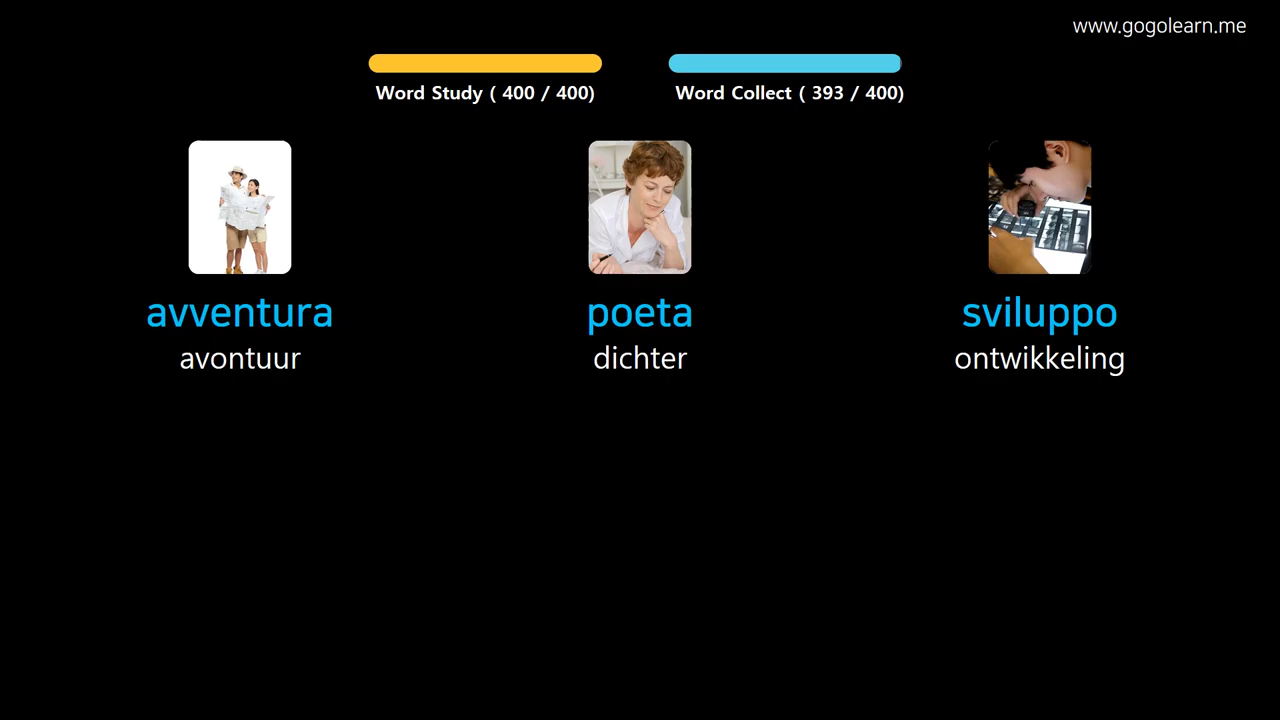 www.gogolearn.me
Word Study ( 400 / 400)
Word Collect ( 393 / 400)
avventura
avontuur
poeta
dichter
sviluppo
ontwikkeling